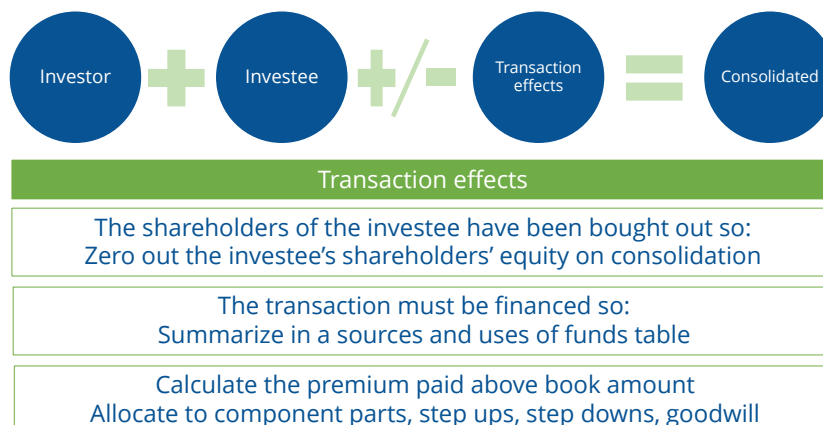 Investor
Investee
+/-
Transaction
effects
=
Consolidated
Transaction effects
The shareholders of the investee have been bought out so:
Zero out the investee's shareholders' equity on consolidation
The transaction must be financed so:
Summarize in a sources and uses of funds table
Calculate the premium paid above book amount
Allocate to component parts, step ups, step downs, goodwill